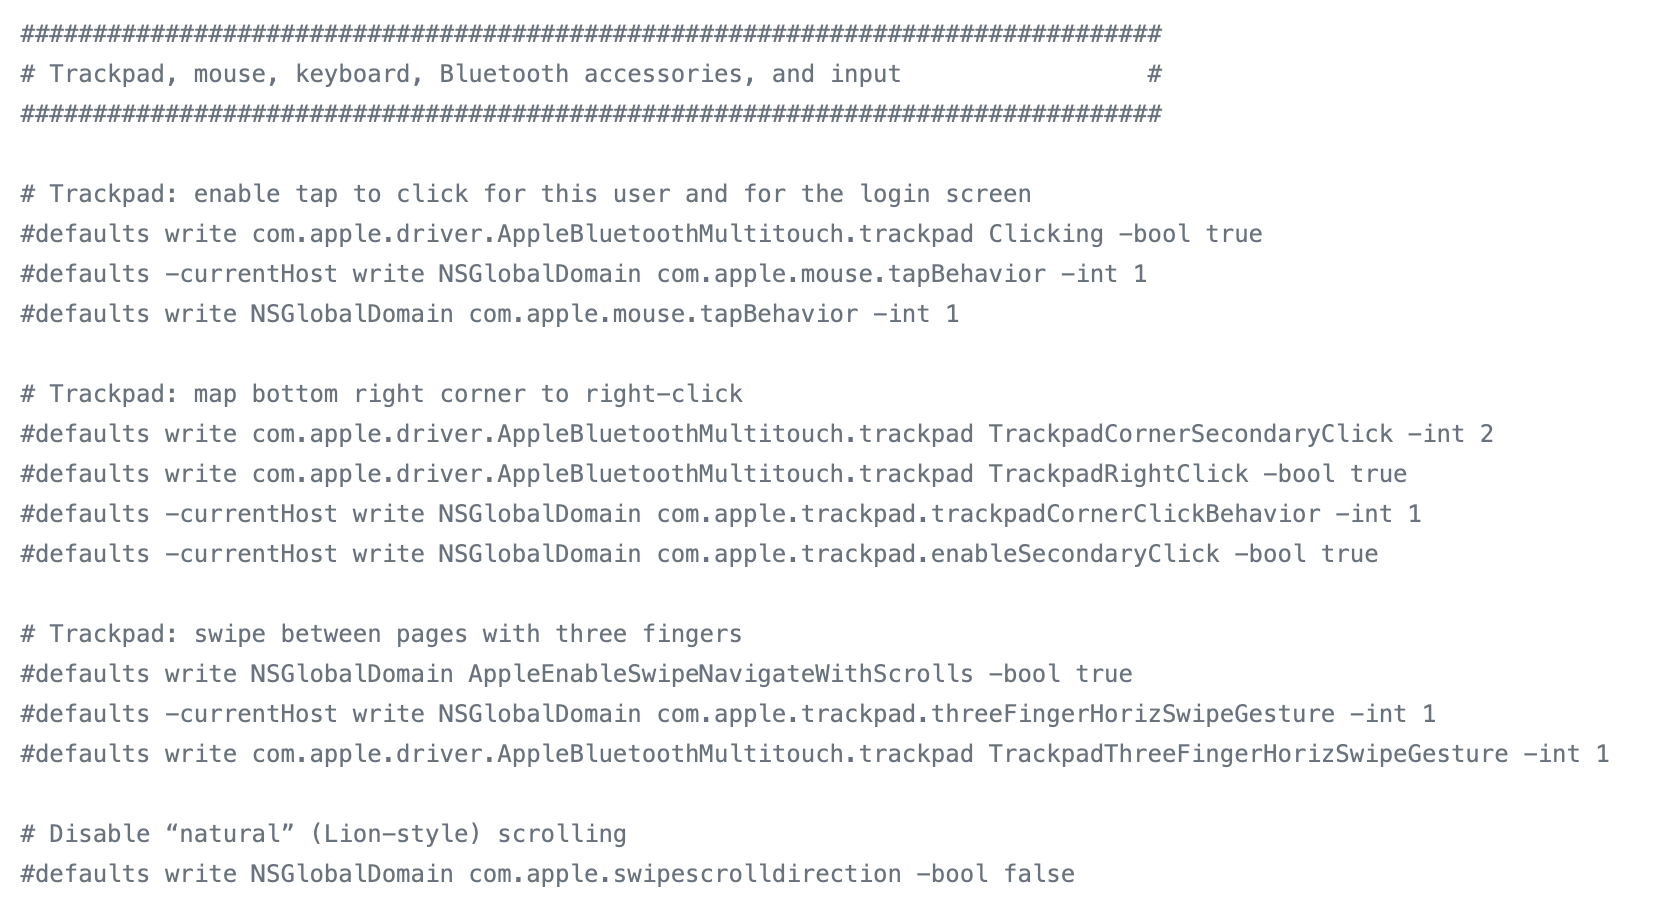 ###############################################################################
# Trackpad, mouse, keyboard, Bluetooth accessories, and input                 #
###############################################################################
# Trackpad: enable tap to click for this user and for the login screen
#defaults write com.apple.driver.AppleBluetoothMultitouch.trackpad Clicking -bool true
#defaults -currentHost write NSGlobalDomain com.apple.mouse.tapBehavior -int 1
#defaults write NSGlobalDomain com.apple.mouse.tapBehavior -int 1
# Trackpad: map bottom right corner to right-click
#defaults write com.apple.driver.AppleBluetoothMultitouch.trackpad TrackpadCornerSecondaryClick -int 2
#defaults write com.apple.driver.AppleBluetoothMultitouch.trackpad TrackpadRightClick -bool true
#defaults -currentHost write NSGlobalDomain com.apple.trackpad.trackpadCornerClickBehavior -int 1
#defaults -currentHost write NSGlobalDomain com.apple.trackpad.enableSecondaryClick -bool true
# Trackpad: swipe between pages with three fingers
#defaults write NSGlobalDomain AppleEnableSwipeNavigateWithScrolls -bool true
#defaults -currentHost write NSGlobalDomain com.apple.trackpad.threeFingerHorizSwipeGesture -int 1
#defaults write com.apple.driver.AppleBluetoothMultitouch.trackpad TrackpadThreeFingerHorizSwipeGesture -int 1
# Disable “natural” (Lion-style) scrolling
#defaults write NSGlobalDomain com.apple.swipescrolldirection -bool false